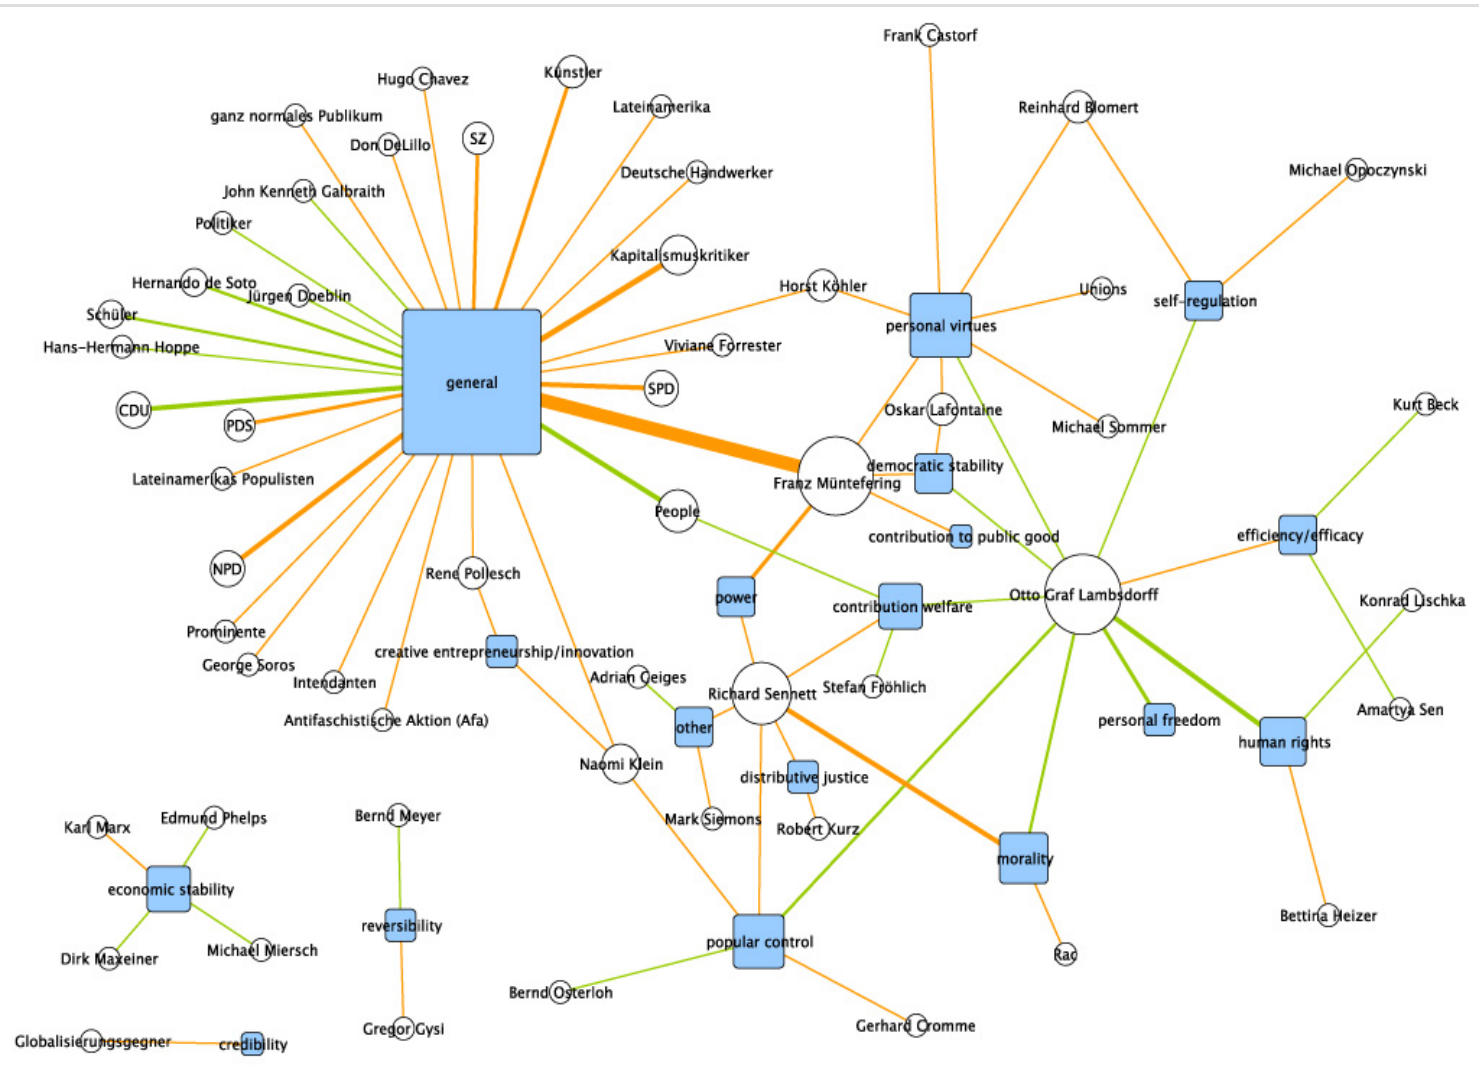 Frank Castorf
Künstler
Hugo Chavez
Lateinamerika
Reinhard Blomert
ganz normales Publikum
SZ
Don DeLillo
Michael Opoczynski
Deutsche Handwerker
John Kenneth Galbraith
Politiker
Kapitalismuskritiker
Hernando de Soto
Horst Köhler
Unions
Jürgen Doeblin
self-regulation
Schüler
personal virtues
Hans-Hermann Hoppe
Viviane Forrester
general
SPD
Kurt Beck
CDU
Oskar Lafontaine
PDS
Michael Sommer
democratic stability
Lateinamerikas Populisten
Franz Müntefering
People
contribution to public good
efficiency/efficacy
NPD
Rene Pollesch
Otto Graf Lambsdorff
power
contribution welfare
Konrad Lischka
Prominente
creative entrepreneurship/innovation
George Soros
Adrian Geiges
Intendanten
Stefan Fröhlich
Richard Sennett
Amartya Sen
Antifaschistische Aktion (Afa)
personal freedom
other
human rights
Naomi Klein
distributive justice
Bernd Meyer
Edmund Phelps
Mark Siemons
Karl Marx
Robert Kurz
morality
economic stability
Bettina Heizer
reversibility
popular control
Michael Miersch
Rac
Dirk Maxeiner
Bernd Osterloh
Gerhard Cromme
Gregor Gysi
Globalisierungsgegner
credibility